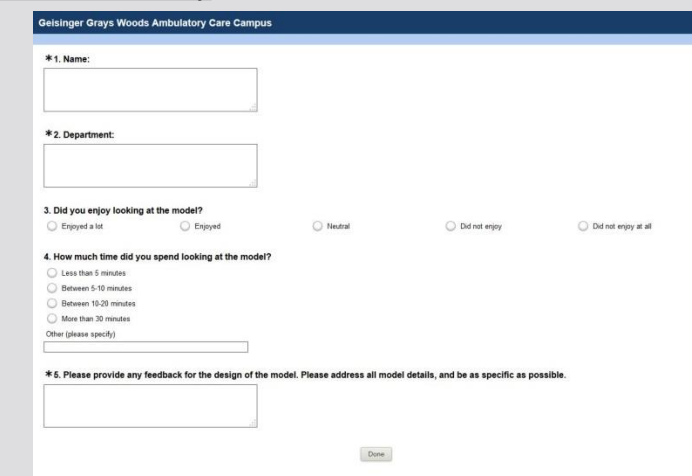 Geisinger Grays Woods Ambulatory Care Campus
*1. Name:
*2. Department:
3. Did you enjoy looking at the model?
Enjoyed a lot Enjoyed Neutral Did not enjoy Did not enjoy at all
4. How much time did you spend looking at the model?
Less than 5 minutes
Between 5-10 minutes
Between 10-20 minutes
More than 30 minutes
Other (please specify)
*5. Please provide any feedback for the design of the model. Please address all model details, and be as specific as possible.
Done